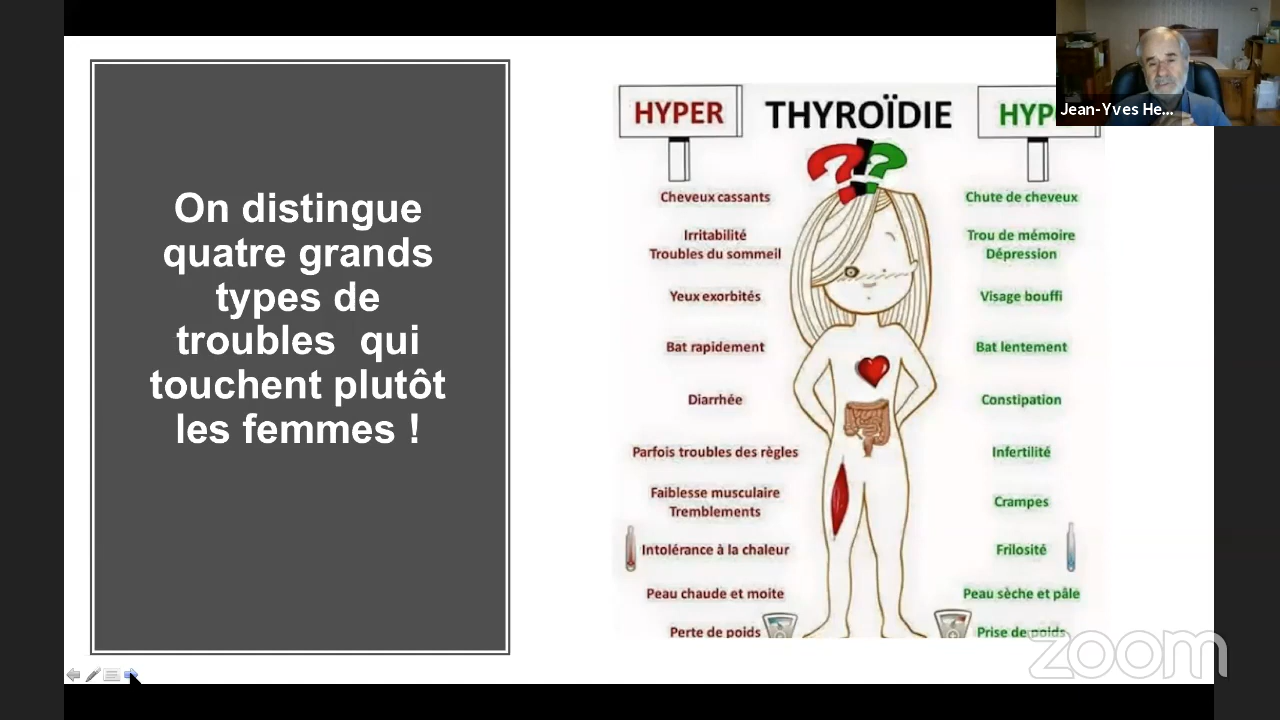 On distingue
quatre grands
types de
troubles qui
touchent plutôt
les femmes !
HYPER THYROÏDIE HYP
Cheveux cassants
Irritabilité
Troubles du sommeil
Yeux exorbités
Bat rapidement
Diarrhée
Parfois troubles des règles
Faiblesse musculaire
Tremblements
Intolérance à la chaleur
Peau chaude et moite
Perte de poids
Chute de cheveux
Trou de mémoire
Dépression
Visage bouffi
Bat lentement
Constipation
Infertilité
Crampes
Frilosité
Peau sèche et pâle
Prise de poids
Jean-Yves He...
zoom